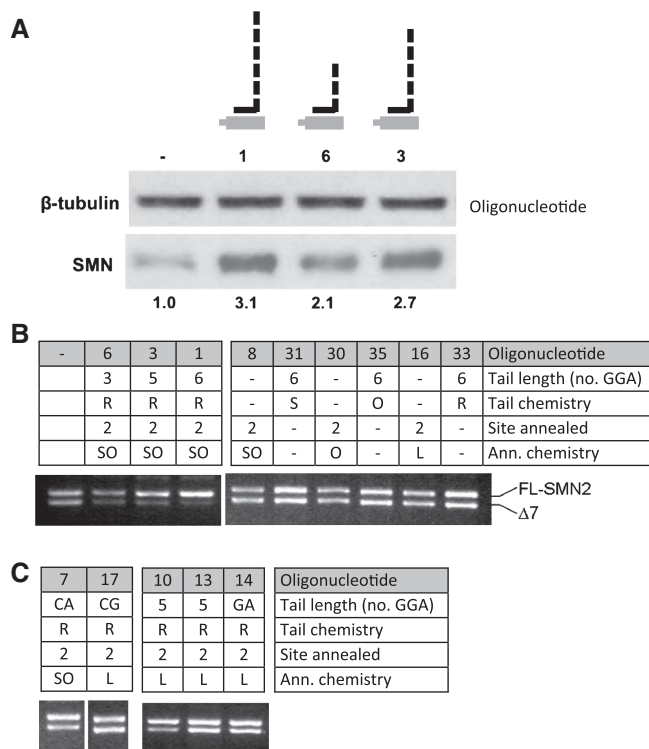 A
- 1 6 3
β-tubulin
Oligonucleotide
SMN
1.0 3.1 2.1 2.7
B
- 6 3 1 8 31 30 35 16 33 Oligonucleotide
3 5 6 - 6 - 6 - 6 Tail length (no. GGA)
R R R - S - O - R Tail chemistry
2 2 2 2 - 2 - 2 - Site annealed
SO SO SO SO - O - L - Ann. chemistry
FL-SMN2
Δ7
C
7 17 10 13 14 Oligonucleotide
CA CG 5 5 GA Tail length (no. GGA)
R R R R R Tail chemistry
2 2 2 2 2 Site annealed
SO L L L L Ann. chemistry